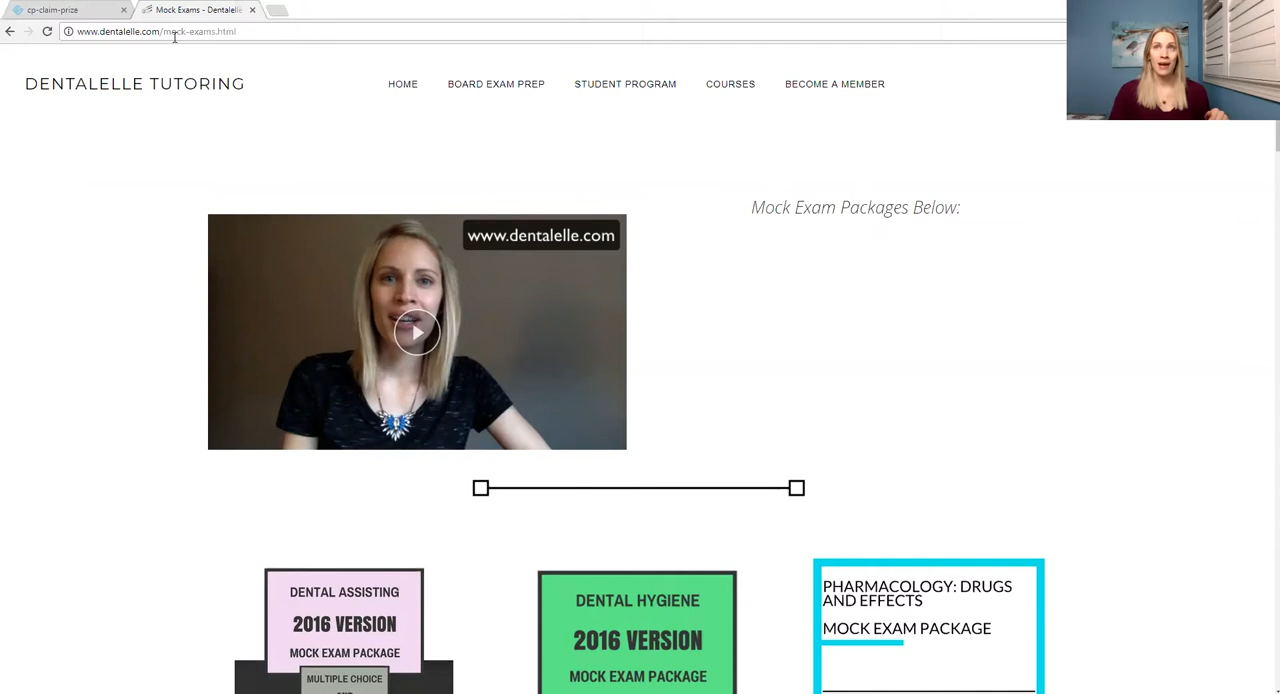 cp-claim-prize
Mock Exams - Dentalelle
www.dentalelle.com/mock-exams.html
DENTALELLE TUTORING
HOME
BOARD EXAM PREP
STUDENT PROGRAM
COURSES
BECOME A MEMBER
Mock Exam Packages Below:
www.dentalelle.com
DENTAL ASSISTING
2016 VERSION
MOCK EXAM PACKAGE
MULTIPLE CHOICE
AND
DENTAL HYGIENE
2016 VERSION
MOCK EXAM PACKAGE
PHARMACOLOGY: DRUGS
AND EFFECTS
MOCK EXAM PACKAGE